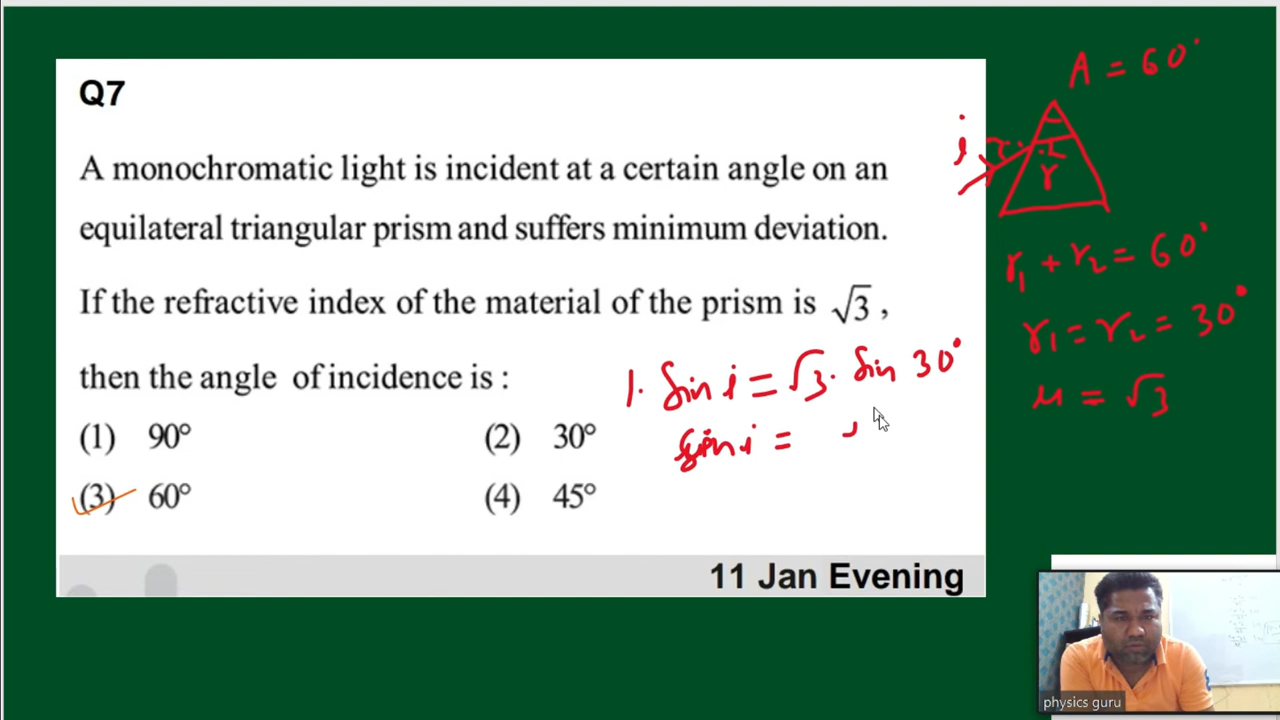 Q7
A monochromatic light is incident at a certain angle on an
equilateral triangular prism and suffers minimum deviation.
If the refractive index of the material of the prism is √3 ,
then the angle of incidence is :
(1) 90° (2) 30°
(3) 60° (4) 45°
1. Sin i = √3. Sin 30°
Sin i =
11 Jan Evening
A = 60°
i
r
r₁ + r₂ = 60°
r₁ = r₂ = 30°
μ = √3
physics guru